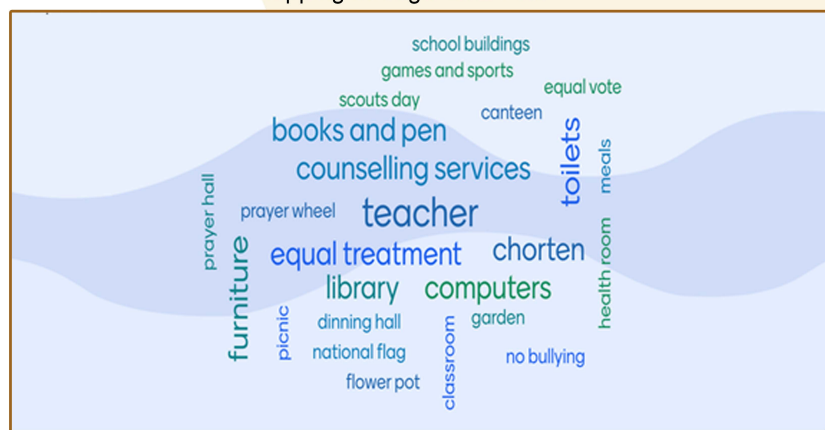 school buildings
games and sports
equal vote
scouts day
canteen
books and pen
toilets
meals
counselling services
prayer hall
prayer wheel
teacher
equal treatment
chorten
health room
furniture
library
computers
picnic
dinning hall
garden
classroom
national flag
no bullying
flower pot